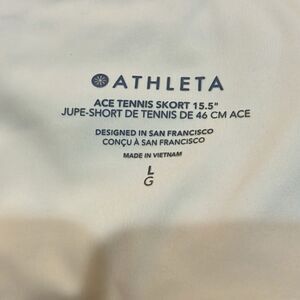 ATHLETA
ACE TENNIS SKORT 15.5"
JUPE-SHORT DE TENNIS DE 46 CM ACE
DESIGNED IN SAN FRANCISCO
CONÇU À SAN FRANCISCO
MADE IN VIETNAM
L
G